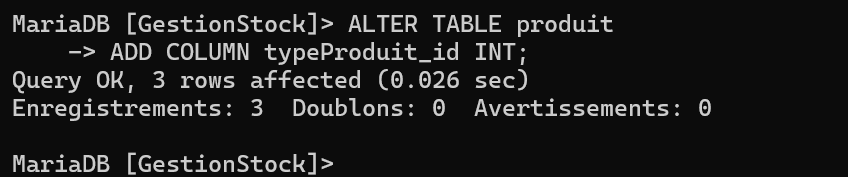 MariaDB [GestionStock]> ALTER TABLE produit
    -> ADD COLUMN typeProduit_id INT;
Query OK, 3 rows affected (0.026 sec)
Enregistrements: 3  Doublons: 0  Avertissements: 0
MariaDB [GestionStock]>